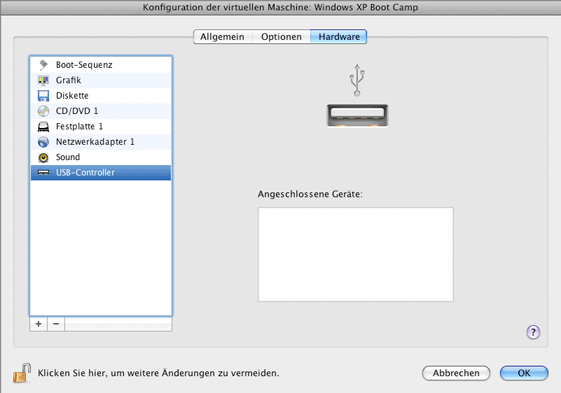 Konfiguration der virtuellen Maschine: Windows XP Boot Camp
Allgemein Optionen Hardware
Boot-Sequenz
Grafik
Diskette
CD/DVD 1
Festplatte 1
Netzwerkadapter 1
Sound
USB-Controller
Angeschlossene Geräte:
+ −
?
Klicken Sie hier, um weitere Änderungen zu vermeiden.
Abbrechen OK